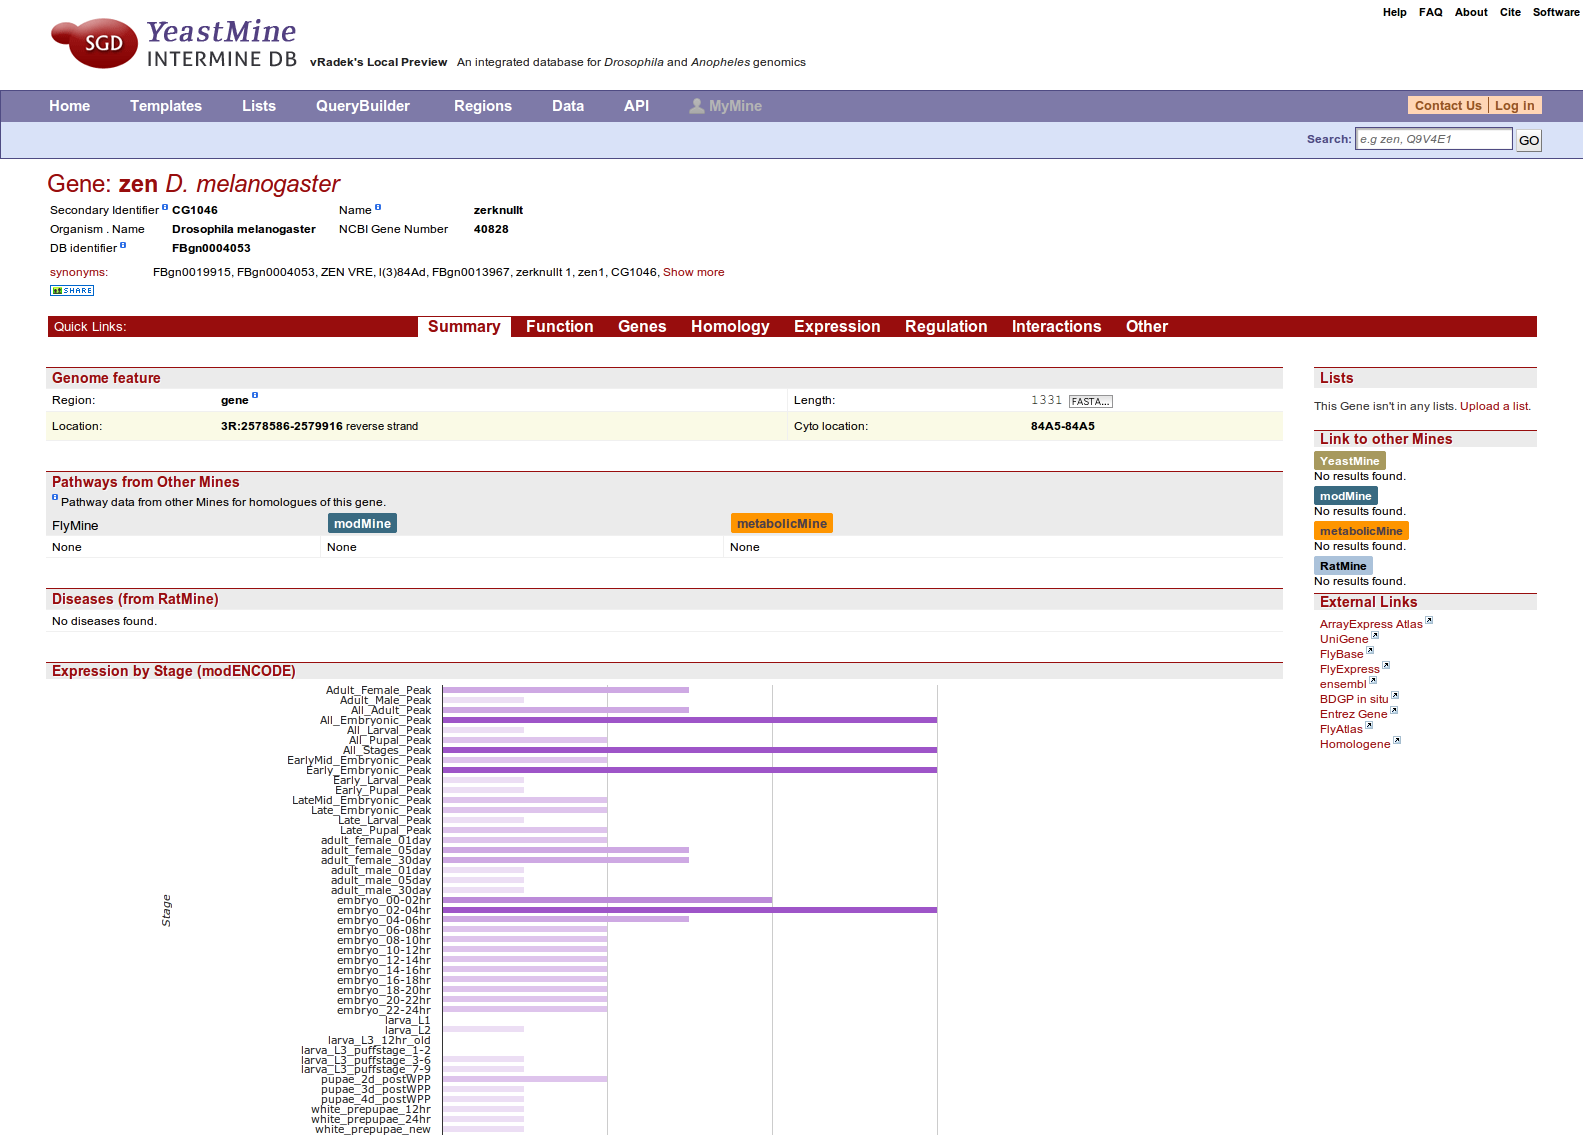 Help FAQ About Cite Software
SGD YeastMine
INTERMINE DB vRadek's Local Preview An integrated database for Drosophila and Anopheles genomics
Home Templates Lists QueryBuilder Regions Data API MyMine Contact Us Log in
Search: e.g zen, Q9V4E1 GO
Gene: zen D. melanogaster
Secondary Identifier CG1046 Name zerknullt
Organism . Name Drosophila melanogaster NCBI Gene Number 40828
DB identifier FBgn0004053
synonyms: FBgn0019915, FBgn0004053, ZEN VRE, l(3)84Ad, FBgn0013967, zerknullt 1, zen1, CG1046, Show more
SHARE
Quick Links: Summary Function Genes Homology Expression Regulation Interactions Other
Genome feature
Region: gene Length: 1331 FASTA...
Location: 3R:2578586-2579916 reverse strand Cyto location: 84A5-84A5
Pathways from Other Mines
Pathway data from other Mines for homologues of this gene.
FlyMine modMine metabolicMine
None None None
Diseases (from RatMine)
No diseases found.
Expression by Stage (modENCODE)
Adult_Female_Peak
Adult_Male_Peak
All_Adult_Peak
All_Embryonic_Peak
All_Larval_Peak
All_Pupal_Peak
All_Stages_Peak
EarlyMid_Embryonic_Peak
Early_Embryonic_Peak
Early_Larval_Peak
Early_Pupal_Peak
LateMid_Embryonic_Peak
Late_Embryonic_Peak
Late_Larval_Peak
Late_Pupal_Peak
adult_female_01day
adult_female_05day
adult_female_30day
adult_male_01day
adult_male_05day
adult_male_30day
embryo_00-02hr
embryo_02-04hr
embryo_04-06hr
embryo_06-08hr
embryo_08-10hr
embryo_10-12hr
embryo_12-14hr
embryo_14-16hr
embryo_16-18hr
embryo_18-20hr
embryo_20-22hr
embryo_22-24hr
larva_L1
larva_L2
larva_L3_12hr_old
larva_L3_puffstage_1-2
larva_L3_puffstage_3-6
larva_L3_puffstage_7-9
pupae_2d_postWPP
pupae_3d_postWPP
pupae_4d_postWPP
white_prepupae_12hr
white_prepupae_24hr
white_prepupae_new
Stage
Lists
This Gene isn't in any lists. Upload a list.
Link to other Mines
YeastMine
No results found.
modMine
No results found.
metabolicMine
No results found.
RatMine
No results found.
External Links
ArrayExpress Atlas
UniGene
FlyBase
FlyExpress
ensembl
BDGP in situ
Entrez Gene
FlyAtlas
Homologene